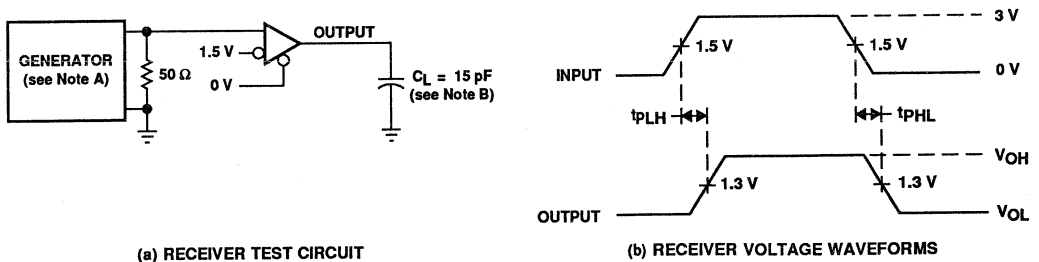 GENERATOR
(see Note A)
50 Ω
1.5 V
0 V
OUTPUT
CL = 15 pF
(see Note B)
(a) RECEIVER TEST CIRCUIT
3 V
1.5 V
1.5 V
INPUT
0 V
tPLH
tPHL
VOH
1.3 V
1.3 V
OUTPUT
VOL
(b) RECEIVER VOLTAGE WAVEFORMS